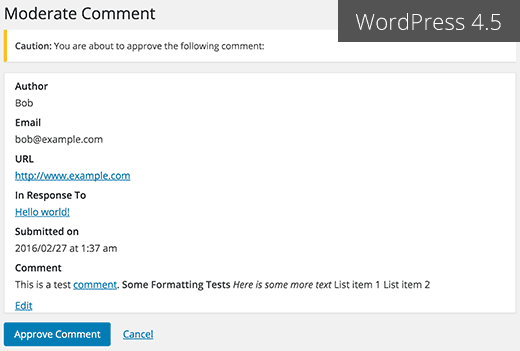 Moderate Comment
WordPress 4.5
Caution: You are about to approve the following comment:
Author
Bob
Email
bob@example.com
URL
http://www.example.com
In Response To
Hello world!
Submitted on
2016/02/27 at 1:37 am
Comment
This is a test comment. Some Formatting Tests Here is some more text List item 1 List item 2
Edit
Approve Comment Cancel